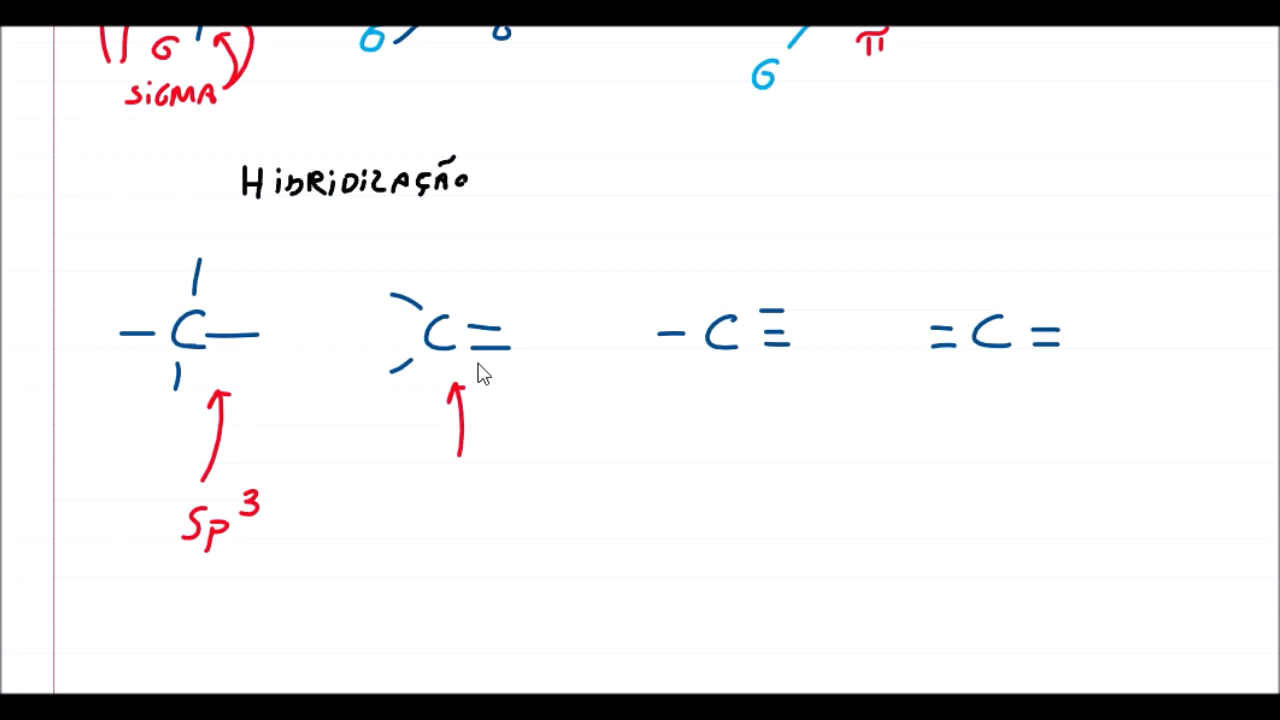 σ σ σ π
SiGMA
HibRiDizAção
C C C C
Sp³